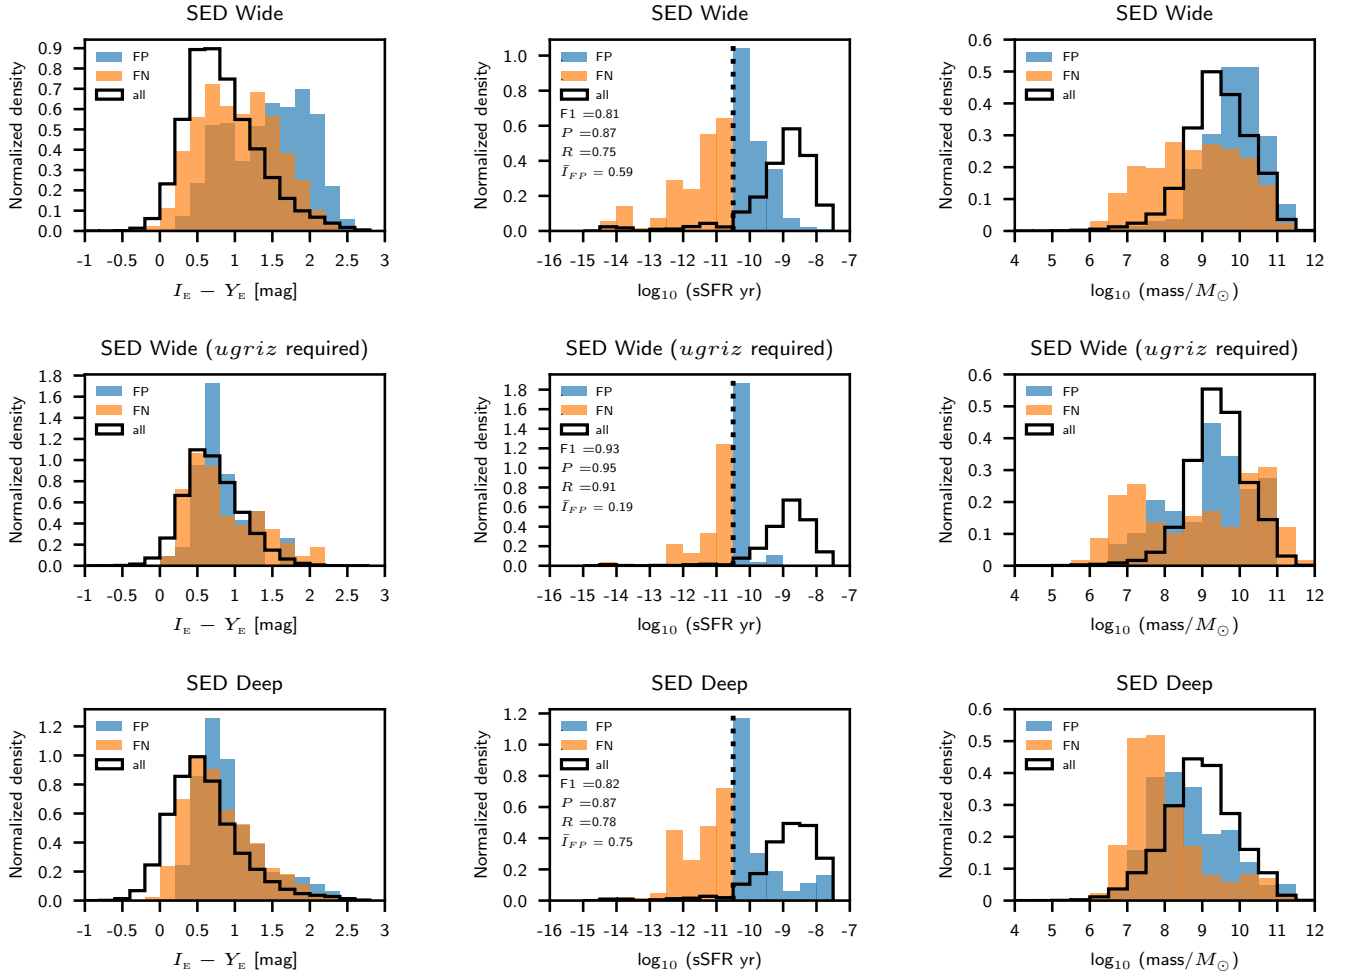 SED Wide
0.9
0.8
0.7
0.6
0.5
0.4
0.3
0.2
0.1
0.0
Normalized density
FP
FN
all
-1 -0.5 0 0.5 1 1.5 2 2.5 3
I_E − Y_E [mag]
SED Wide
1.0
0.8
0.6
0.4
0.2
0.0
Normalized density
FP
FN
all
F1 =0.81
P =0.87
R =0.75
Ī_FP = 0.59
-16 -15 -14 -13 -12 -11 -10 -9 -8 -7
log₁₀ (sSFR yr)
SED Wide
0.6
0.5
0.4
0.3
0.2
0.1
0
Normalized density
FP
FN
all
4 5 6 7 8 9 10 11 12
log₁₀ (mass/M⊙)
SED Wide (ugriz required)
1.8
1.6
1.4
1.2
1.0
0.8
0.6
0.4
0.2
0.0
Normalized density
FP
FN
all
-1 -0.5 0 0.5 1 1.5 2 2.5 3
I_E − Y_E [mag]
SED Wide (ugriz required)
1.8
1.6
1.4
1.2
1.0
0.8
0.6
0.4
0.2
0.0
Normalized density
FP
FN
all
F1 =0.93
P =0.95
R =0.91
Ī_FP = 0.19
-16 -15 -14 -13 -12 -11 -10 -9 -8 -7
log₁₀ (sSFR yr)
SED Wide (ugriz required)
0.6
0.5
0.4
0.3
0.2
0.1
0
Normalized density
FP
FN
all
4 5 6 7 8 9 10 11 12
log₁₀ (mass/M⊙)
SED Deep
1.2
1.0
0.8
0.6
0.4
0.2
0.0
Normalized density
FP
FN
all
-1 -0.5 0 0.5 1 1.5 2 2.5 3
I_E − Y_E [mag]
SED Deep
1.2
1.0
0.8
0.6
0.4
0.2
0.0
Normalized density
FP
FN
all
F1 =0.82
P =0.87
R =0.78
Ī_FP = 0.75
-16 -15 -14 -13 -12 -11 -10 -9 -8 -7
log₁₀ (sSFR yr)
SED Deep
0.6
0.5
0.4
0.3
0.2
0.1
0
Normalized density
FP
FN
all
4 5 6 7 8 9 10 11 12
log₁₀ (mass/M⊙)